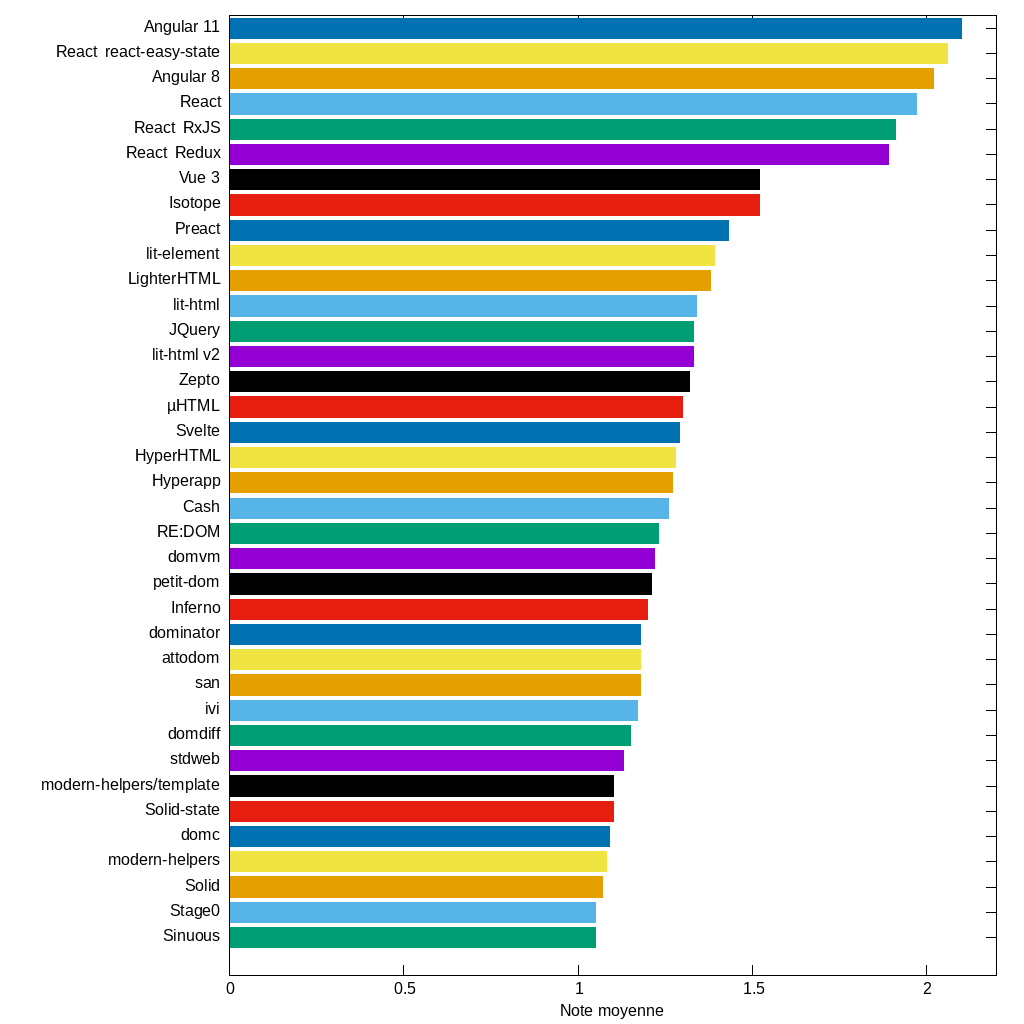 Angular 11
React react-easy-state
Angular 8
React
React RxJS
React Redux
Vue 3
Isotope
Preact
lit-element
LighterHTML
lit-html
JQuery
lit-html v2
Zepto
µHTML
Svelte
HyperHTML
Hyperapp
Cash
RE:DOM
domvm
petit-dom
Inferno
dominator
attodom
san
ivi
domdiff
stdweb
modern-helpers/template
Solid-state
domc
modern-helpers
Solid
Stage0
Sinuous
0 0.5 1 1.5 2
Note moyenne